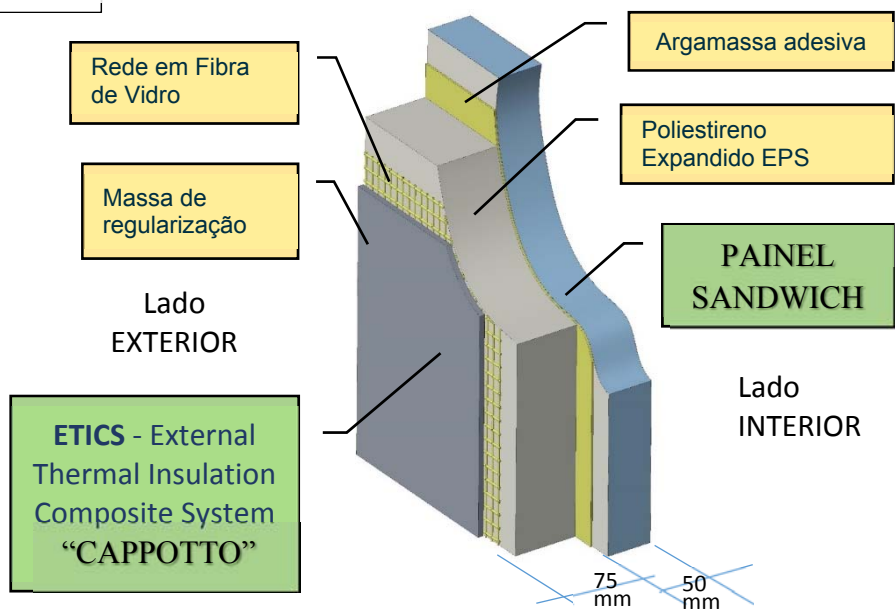 Rede em Fibra
de Vidro
Argamassa adesiva
Poliestireno
Expandido EPS
Massa de
regularização
PAINEL
SANDWICH
Lado
EXTERIOR
Lado
INTERIOR
ETICS - External
Thermal Insulation
Composite System
“CAPPOTTO”
75
mm
50
mm